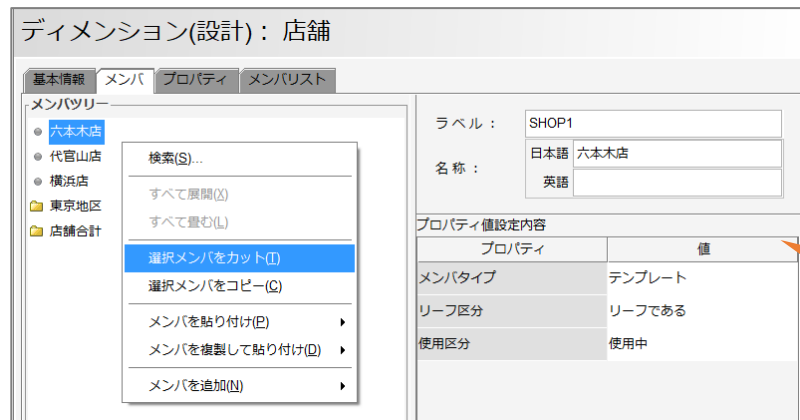 ディメンション(設計)： 店舗
基本情報 メンバ プロパティ メンバリスト
メンバツリー
六本木店
代官山店
横浜店
東京地区
店舗合計
検索(S)...
すべて展開(X)
すべて畳む(L)
選択メンバをカット(T)
選択メンバをコピー(C)
メンバを貼り付け(P)
メンバを複製して貼り付け(D)
メンバを追加(N)
ラベル： SHOP1
名称： 日本語 六本木店
英語
プロパティ値設定内容
プロパティ 値
メンバタイプ テンプレート
リーフ区分 リーフである
使用区分 使用中